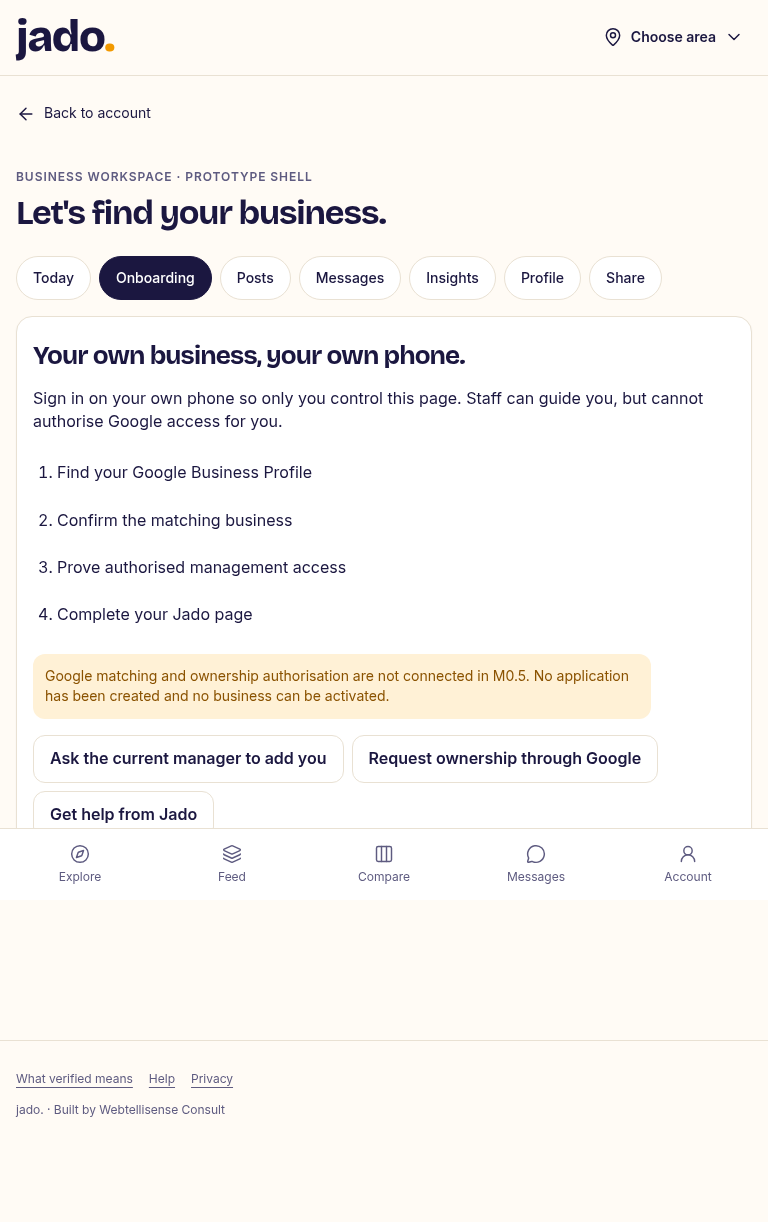 jado.
Choose area
Back to account
BUSINESS WORKSPACE · PROTOTYPE SHELL
Let's find your business.
Today
Onboarding
Posts
Messages
Insights
Profile
Share
Your own business, your own phone.
Sign in on your own phone so only you control this page. Staff can guide you, but cannot
authorise Google access for you.
1. Find your Google Business Profile
2. Confirm the matching business
3. Prove authorised management access
4. Complete your Jado page
Google matching and ownership authorisation are not connected in M0.5. No application
has been created and no business can be activated.
Ask the current manager to add you
Request ownership through Google
Get help from Jado
Explore
Feed
Compare
Messages
Account
What verified means
Help
Privacy
jado. · Built by Webtellisense Consult